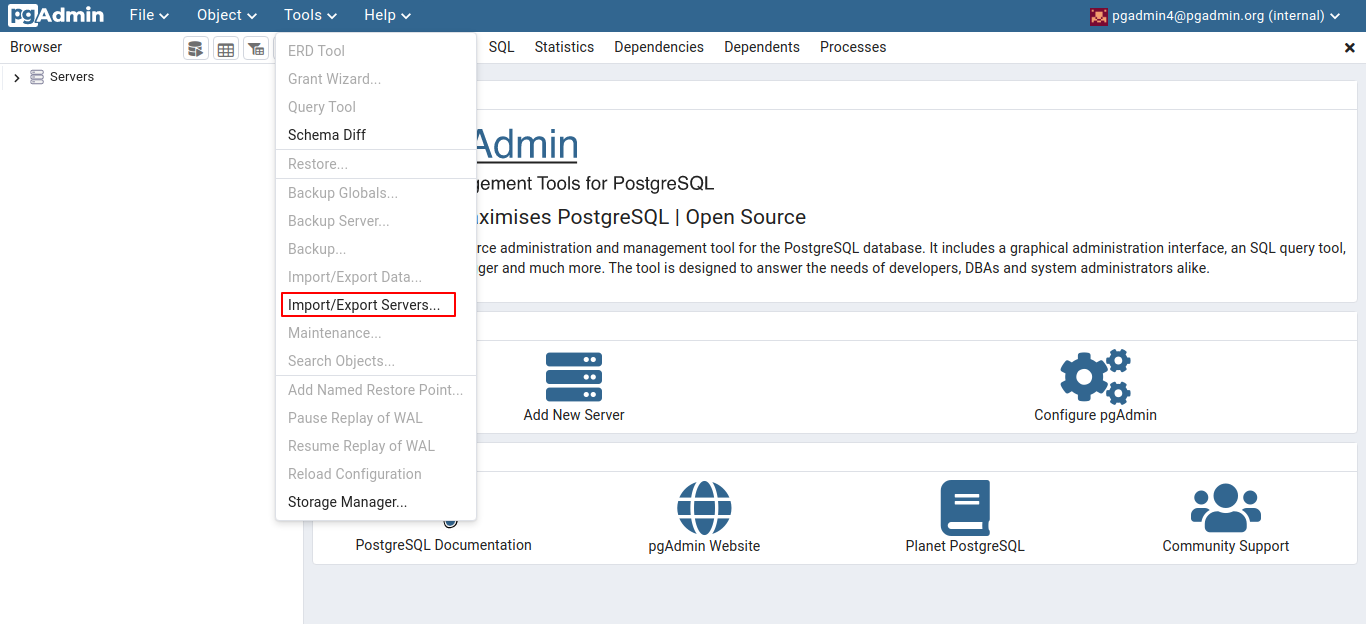 pgAdmin File Object Tools Help pgadmin4@pgadmin.org (internal)
Browser SQL Statistics Dependencies Dependents Processes
Servers
ERD Tool
Grant Wizard...
Query Tool
Schema Diff
Restore...
Backup Globals...
Backup Server...
Backup...
Import/Export Data...
Import/Export Servers...
Maintenance...
Search Objects...
Add Named Restore Point...
Pause Replay of WAL
Resume Replay of WAL
Reload Configuration
Storage Manager...
Admin
gement Tools for PostgreSQL
ximises PostgreSQL | Open Source
rce administration and management tool for the PostgreSQL database. It includes a graphical administration interface, an SQL query tool,
ger and much more. The tool is designed to answer the needs of developers, DBAs and system administrators alike.
Add New Server Configure pgAdmin
PostgreSQL Documentation pgAdmin Website Planet PostgreSQL Community Support